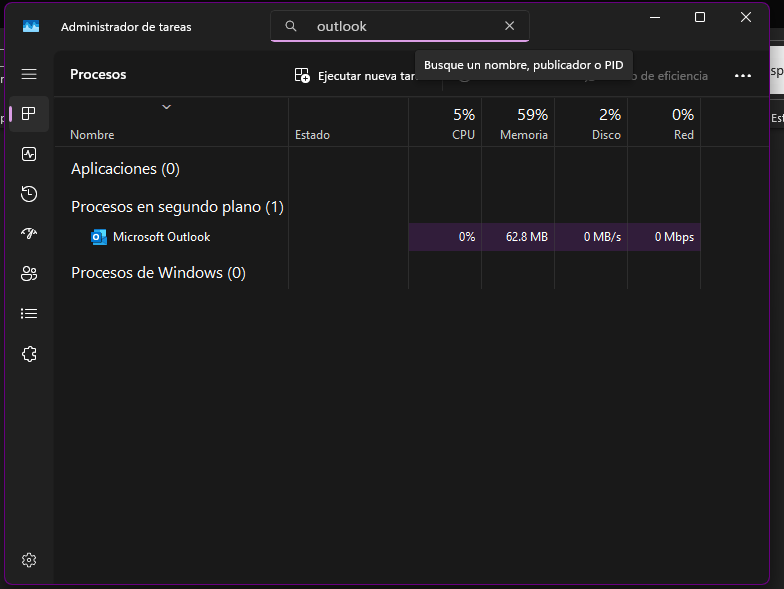 Administrador de tareas
outlook
Busque un nombre, publicador o PID
Procesos
Ejecutar nueva tar
o de eficiencia
5%
59%
2%
0%
Nombre
Estado
CPU
Memoria
Disco
Red
Aplicaciones (0)
Procesos en segundo plano (1)
Microsoft Outlook
0%
62.8 MB
0 MB/s
0 Mbps
Procesos de Windows (0)
sp
Est